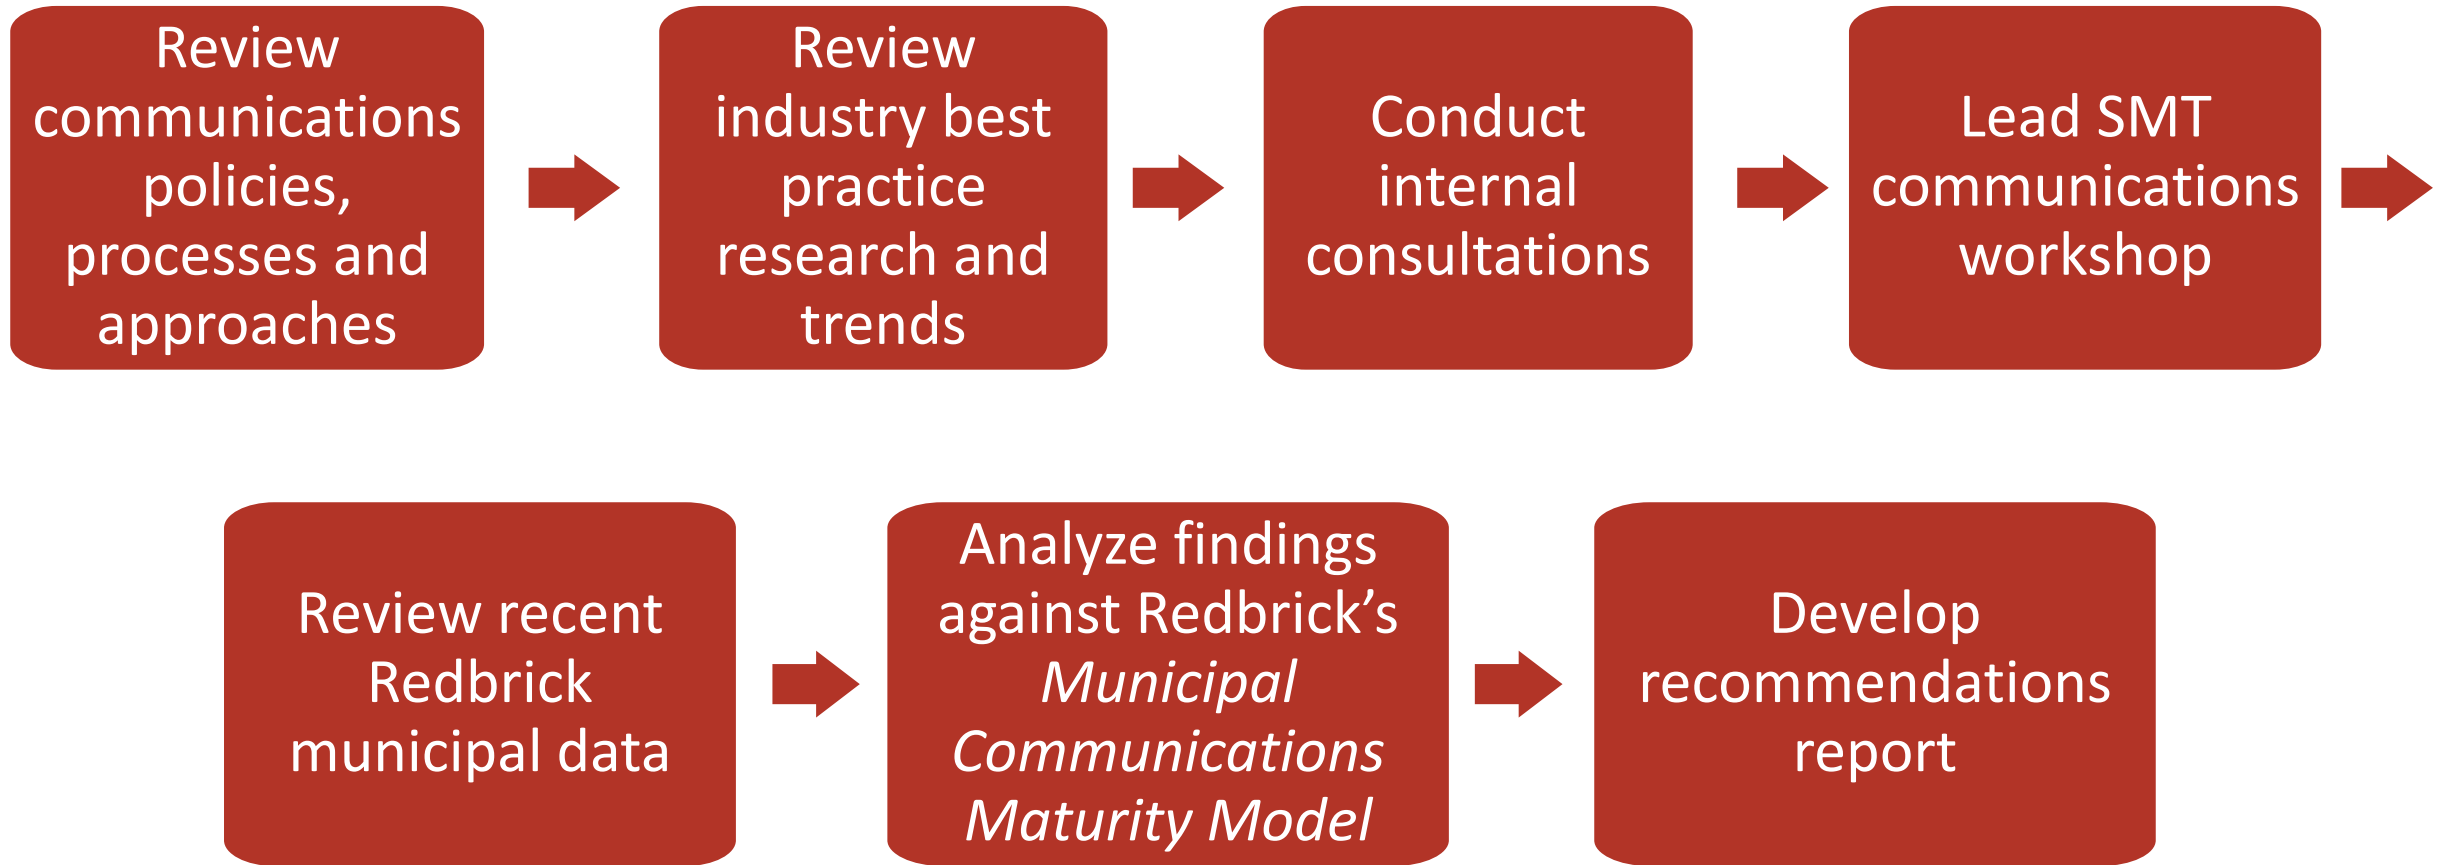 Review
communications
policies,
processes and
approaches
Review
industry best
practice
research and
trends
Conduct
internal
consultations
Lead SMT
communications
workshop
Review recent
Redbrick
municipal data
Analyze findings
against Redbrick’s
Municipal
Communications
Maturity Model
Develop
recommendations
report